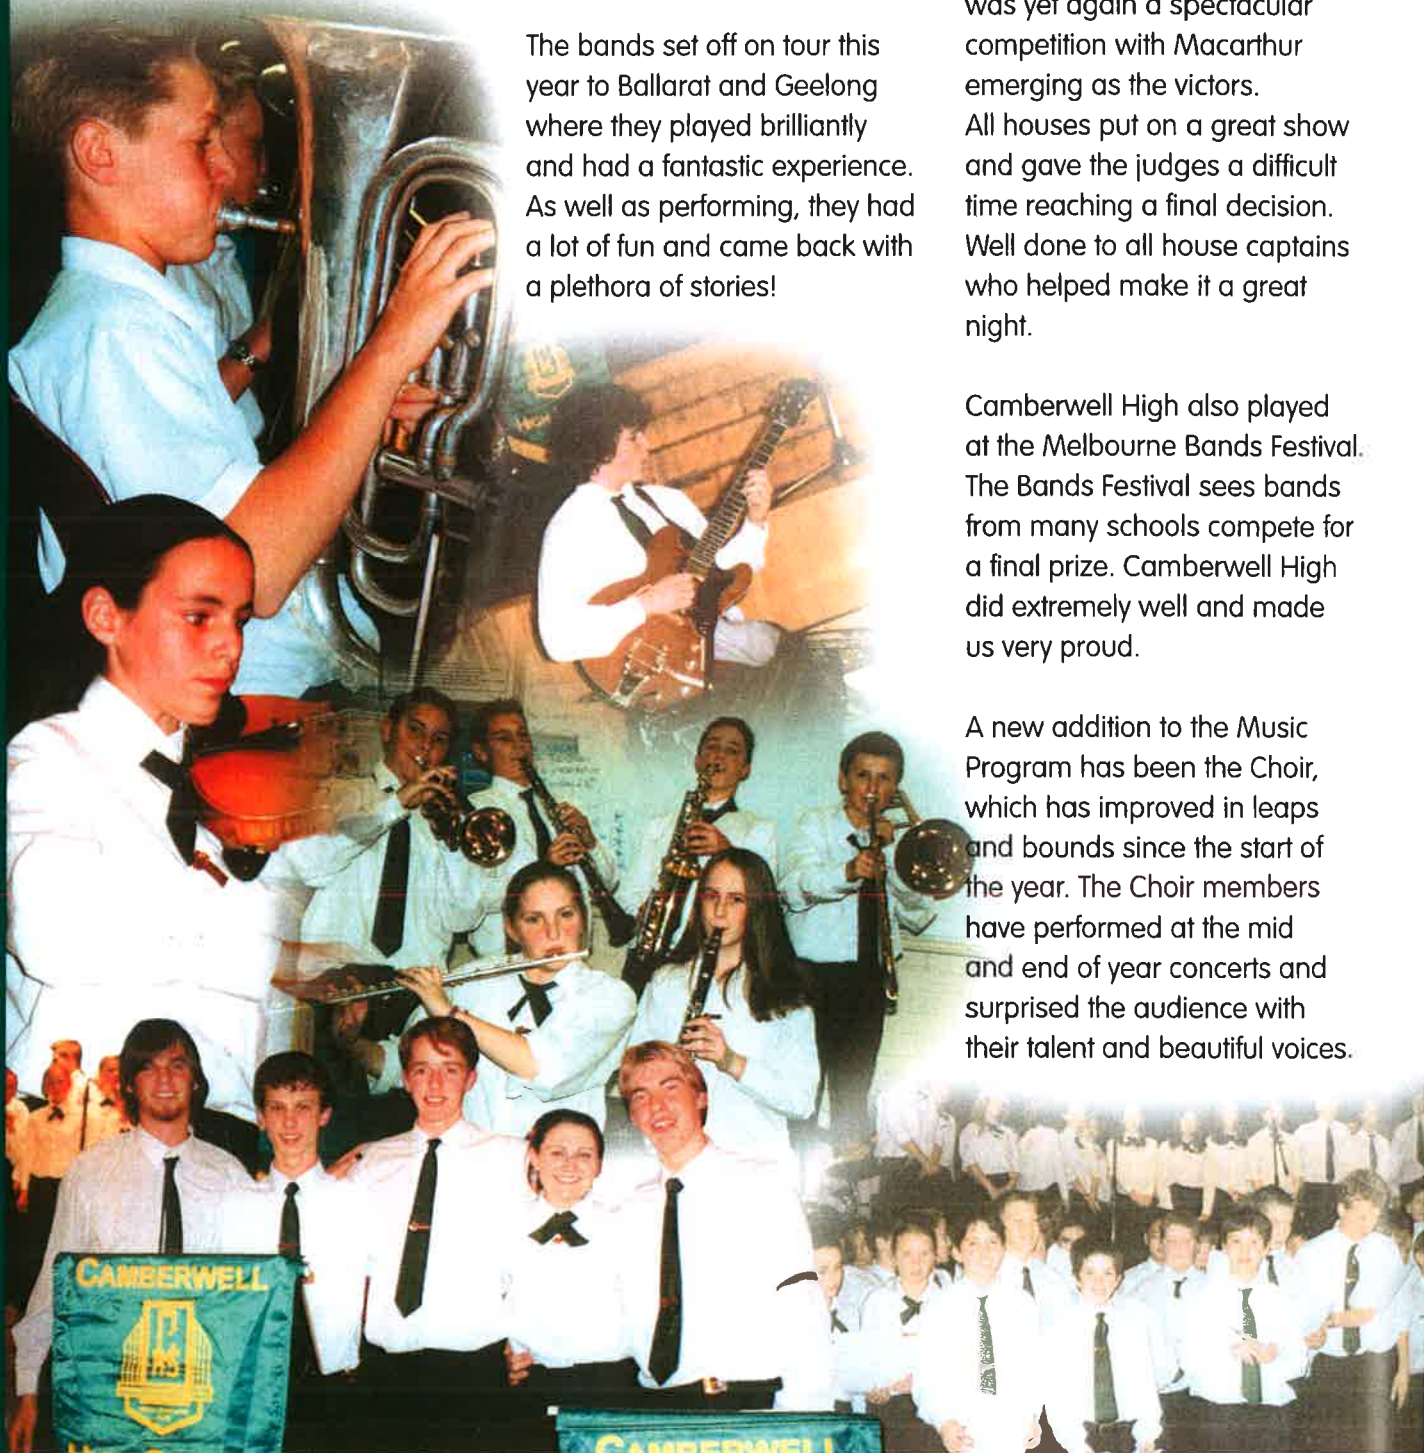 The bands set off on tour this
year to Ballarat and Geelong
where they played brilliantly
and had a fantastic experience.
As well as performing, they had
a lot of fun and came back with
a plethora of stories!
was yet again a spectacular
competition with Macarthur
emerging as the victors.
All houses put on a great show
and gave the judges a difficult
time reaching a final decision.
Well done to all house captains
who helped make it a great
night.
Camberwell High also played
at the Melbourne Bands Festival.
The Bands Festival sees bands
from many schools compete for
a final prize. Camberwell High
did extremely well and made
us very proud.
A new addition to the Music
Program has been the Choir,
which has improved in leaps
and bounds since the start of
the year. The Choir members
have performed at the mid
and end of year concerts and
surprised the audience with
their talent and beautiful voices.
CAMBERWELL
CAMBERWELL